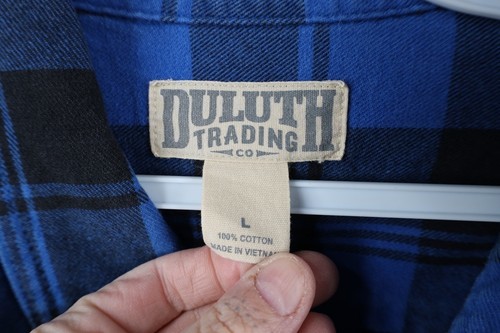 DULUTH
TRADING
CO
L
100% COTTON
MADE IN VIETNAM